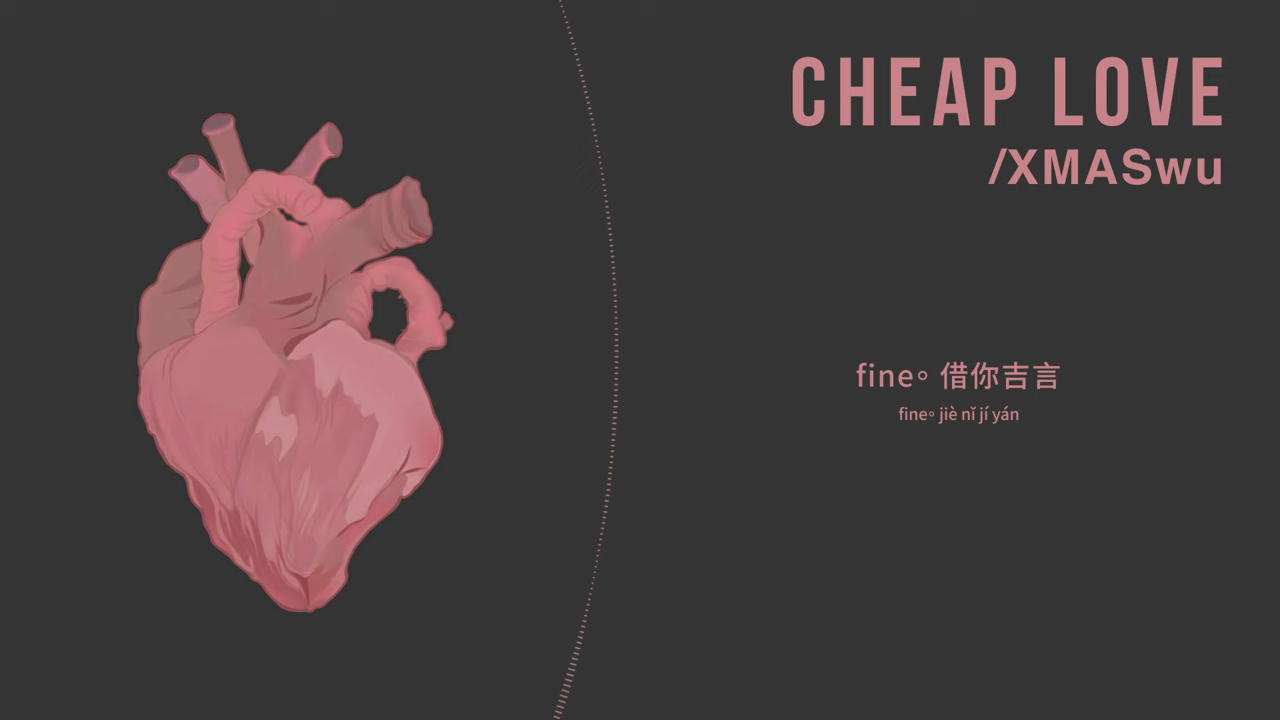 CHEAP LOVE
/XMASwu
fine。借你吉言
fine。jiè nǐ jí yán